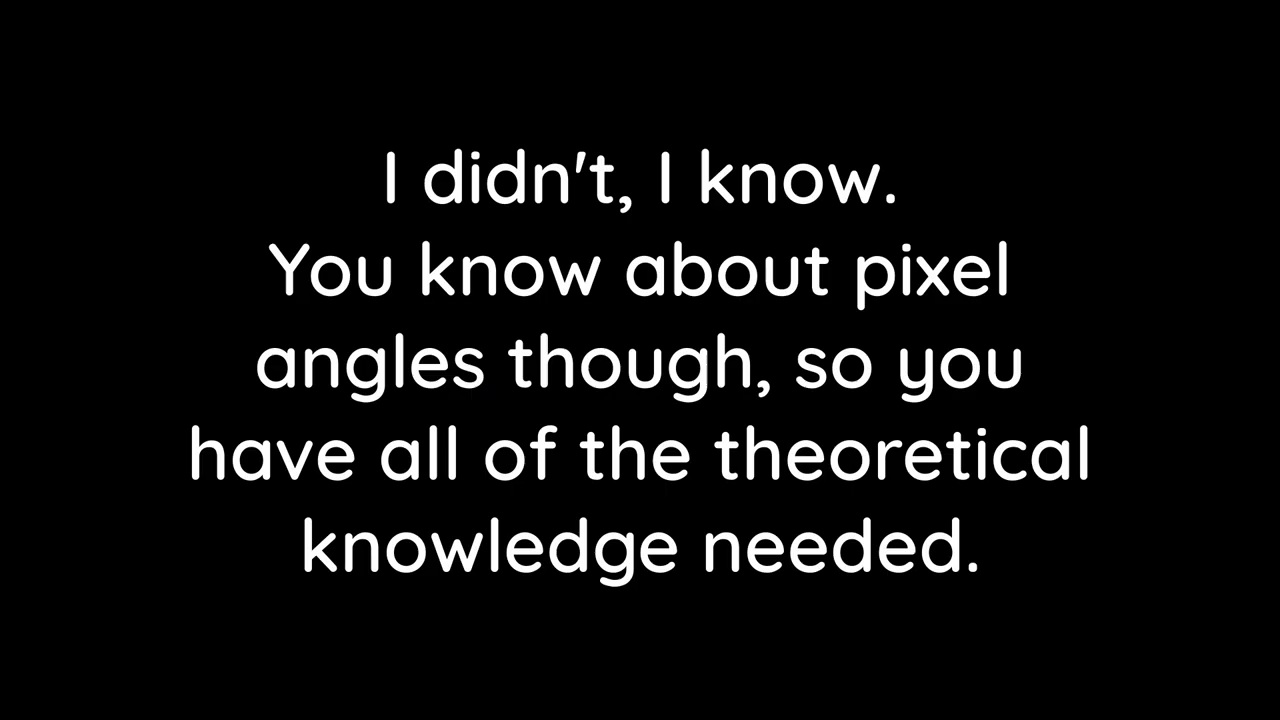 I didn't, I know.
You know about pixel
angles though, so you
have all of the theoretical
knowledge needed.